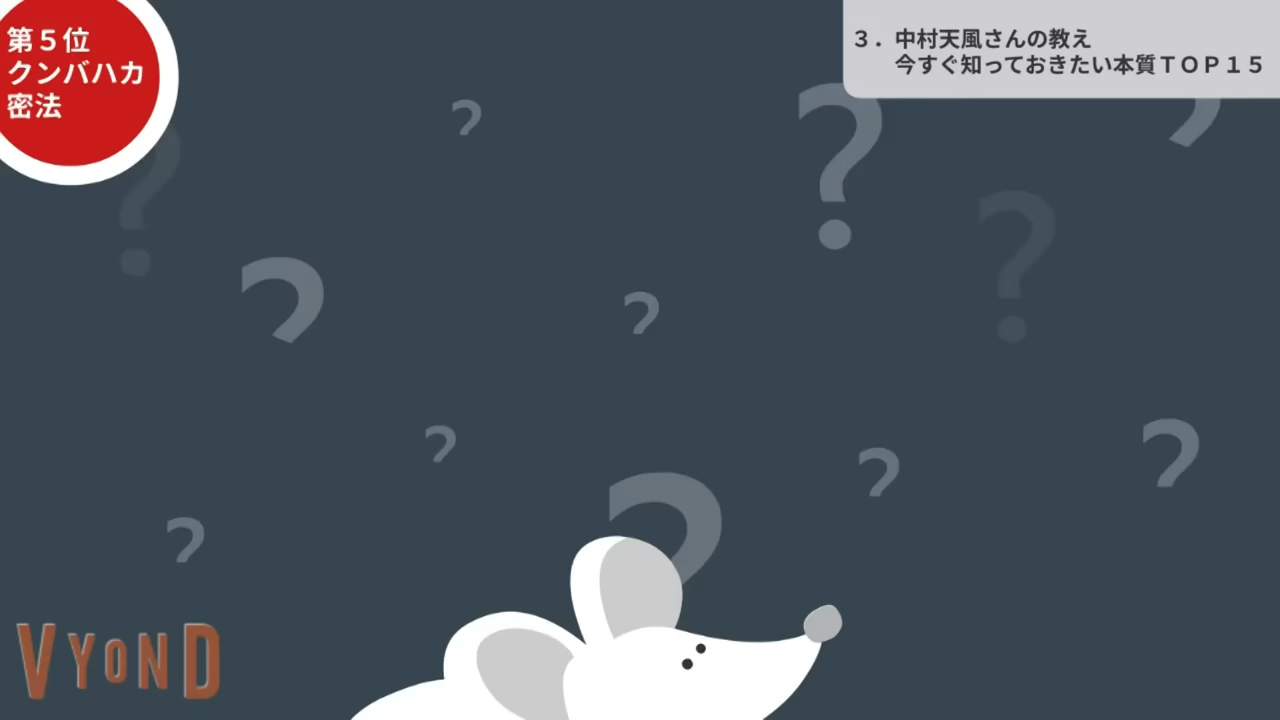 第５位
クンバハカ
密法
３．中村天風さんの教え
今すぐ知っておきたい本質ＴＯＰ１５
? ? ? ? ? ? ? ? ? ? ? ?
VYOND